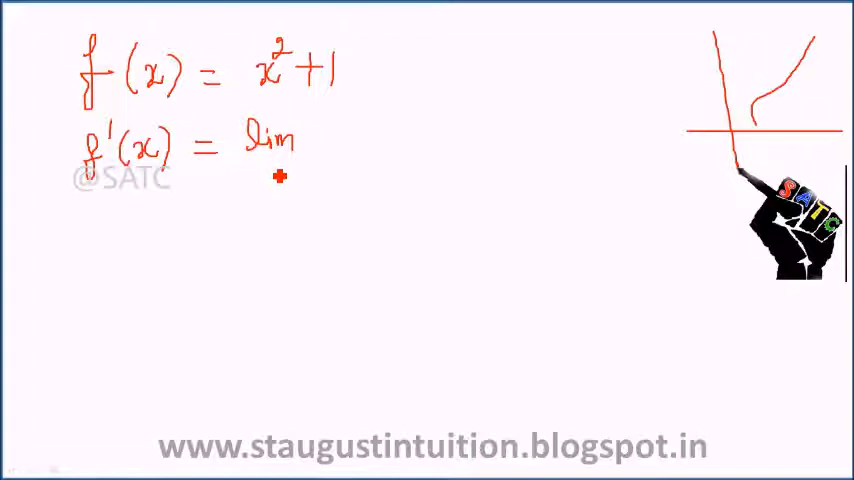 f(x) = x² + 1
f'(x) = lim
@SATC
SATC
www.staugustintuition.blogspot.in